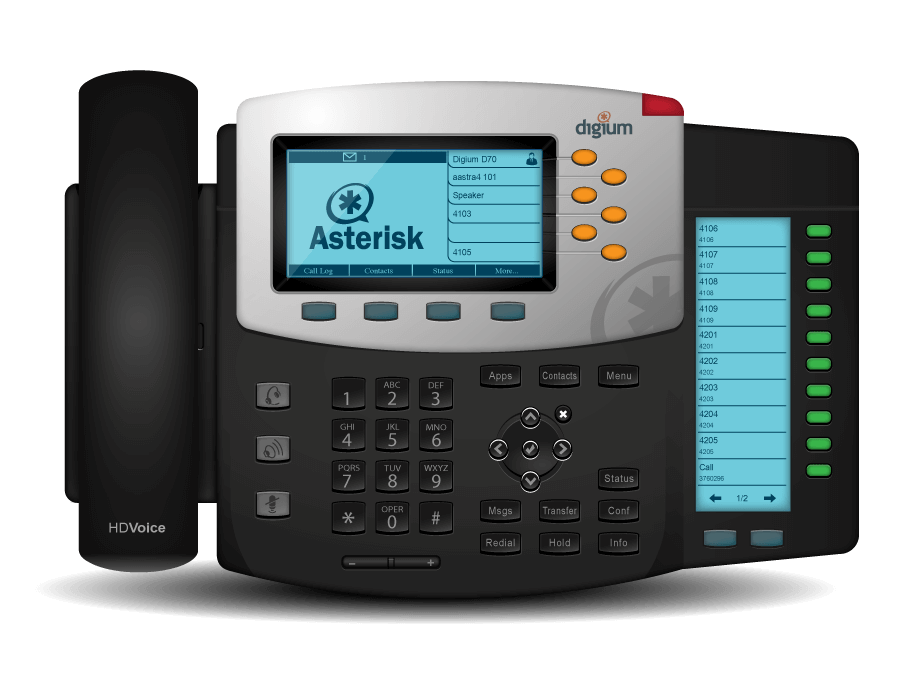 digium
1
Digium D70
aastra4 101
Speaker
4103
4105
Asterisk
Call Log Contacts Status More...
4106
4106
4107
4107
4108
4108
4109
4109
4201
4201
4202
4202
4203
4203
4204
4204
4205
4205
Call
3760296
1/2
Apps Contacts Menu
ABC DEF
1 2 3
GHI JKL MNO
4 5 6
PQRS TUV WXYZ
7 8 9
OPER
* 0 #
Status
Msgs Transfer Conf
Redial Hold Info
− +
HDVoice